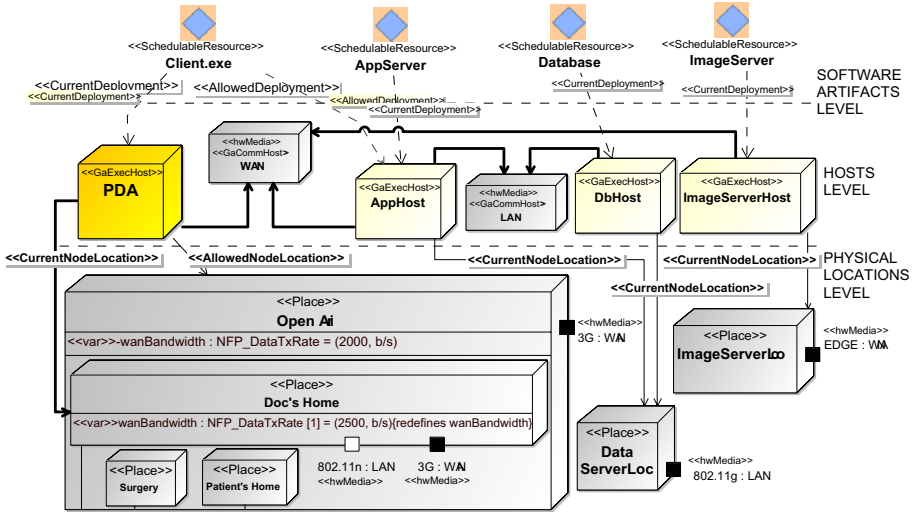 <<SchedulableResource>>
Client.exe
<<SchedulableResource>>
AppServer
<<SchedulableResource>>
Database
<<SchedulableResource>>
ImageServer
<<CurrentDeployment>>
<<CurrentDeployment>>
<<AllowedDeployment>>
<<AllowedDeployment>>
<<CurrentDeployment>>
<<CurrentDeployment>>
<<CurrentDeployment>>
SOFTWARE
ARTIFACTS
LEVEL
<<hwMedia>>
<<GaCommHost>>
WAN
<<GaExecHost>>
PDA
<<GaExecHost>>
AppHost
<<hwMedia>>
<<GaCommHost>>
LAN
<<GaExecHost>>
DbHost
<<GaExecHost>>
ImageServerHost
HOSTS
LEVEL
<<CurrentNodeLocation>>
<<AllowedNodeLocation>>
<<CurrentNodeLocation>>
<<CurrentNodeLocation>>
<<CurrentNodeLocation>>
PHYSICAL
LOCATIONS
LEVEL
<<Place>>
Open Air
<<var>>-wanBandwidth : NFP_DataTxRate = (2000, b/s)
<<hwMedia>>
3G : WAN
<<Place>>
ImageServerLoc
<<hwMedia>>
EDGE : WAN
<<Place>>
Doc's Home
<<var>>wanBandwidth : NFP_DataTxRate [1] = (2500, b/s){redefines wanBandwidth}
802.11n : LAN
<<hwMedia>>
3G : WAN
<<hwMedia>>
<<Place>>
Surgery
<<Place>>
Patient's Home
<<Place>>
Data
ServerLoc
<<hwMedia>>
802.11g : LAN